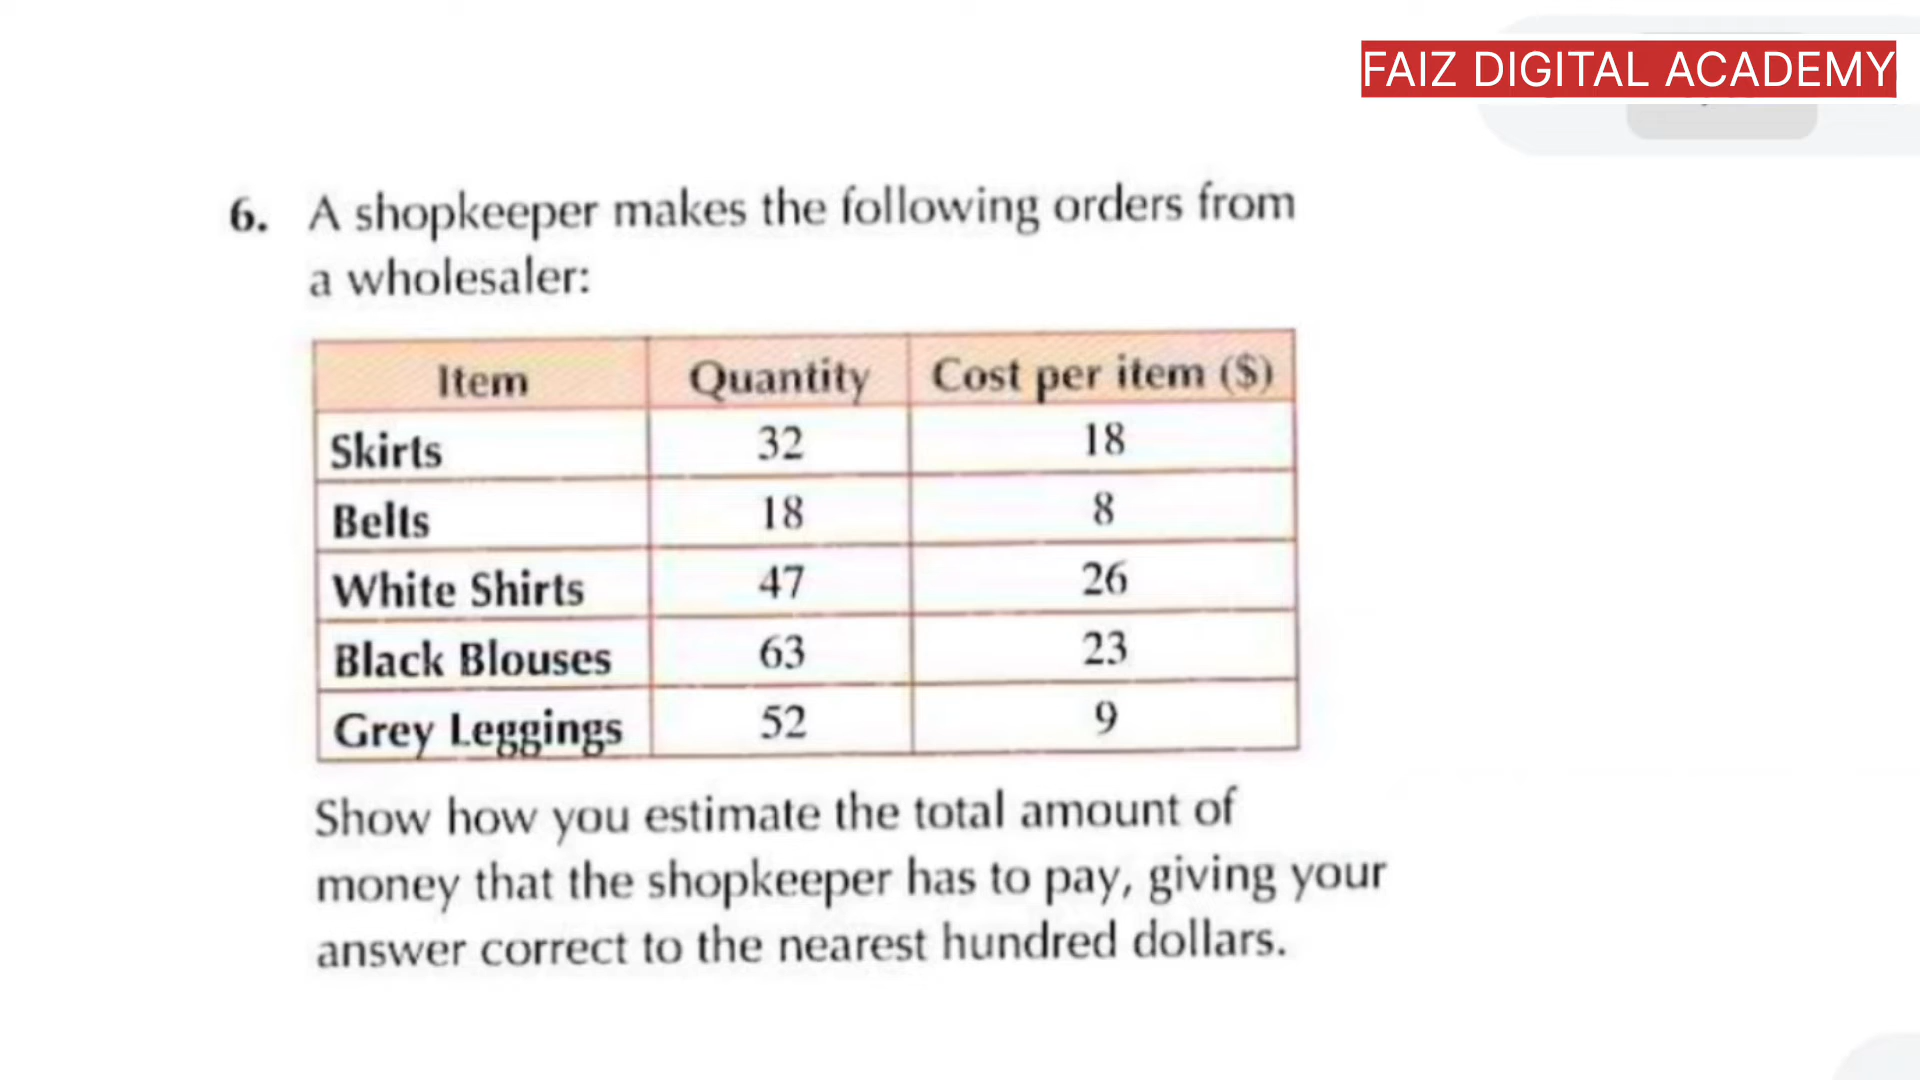 FAIZ DIGITAL ACADEMY
6. A shopkeeper makes the following orders from
a wholesaler:
Item Quantity Cost per item ($)
Skirts 32 18
Belts 18 8
White Shirts 47 26
Black Blouses 63 23
Grey Leggings 52 9
Show how you estimate the total amount of
money that the shopkeeper has to pay, giving your
answer correct to the nearest hundred dollars.